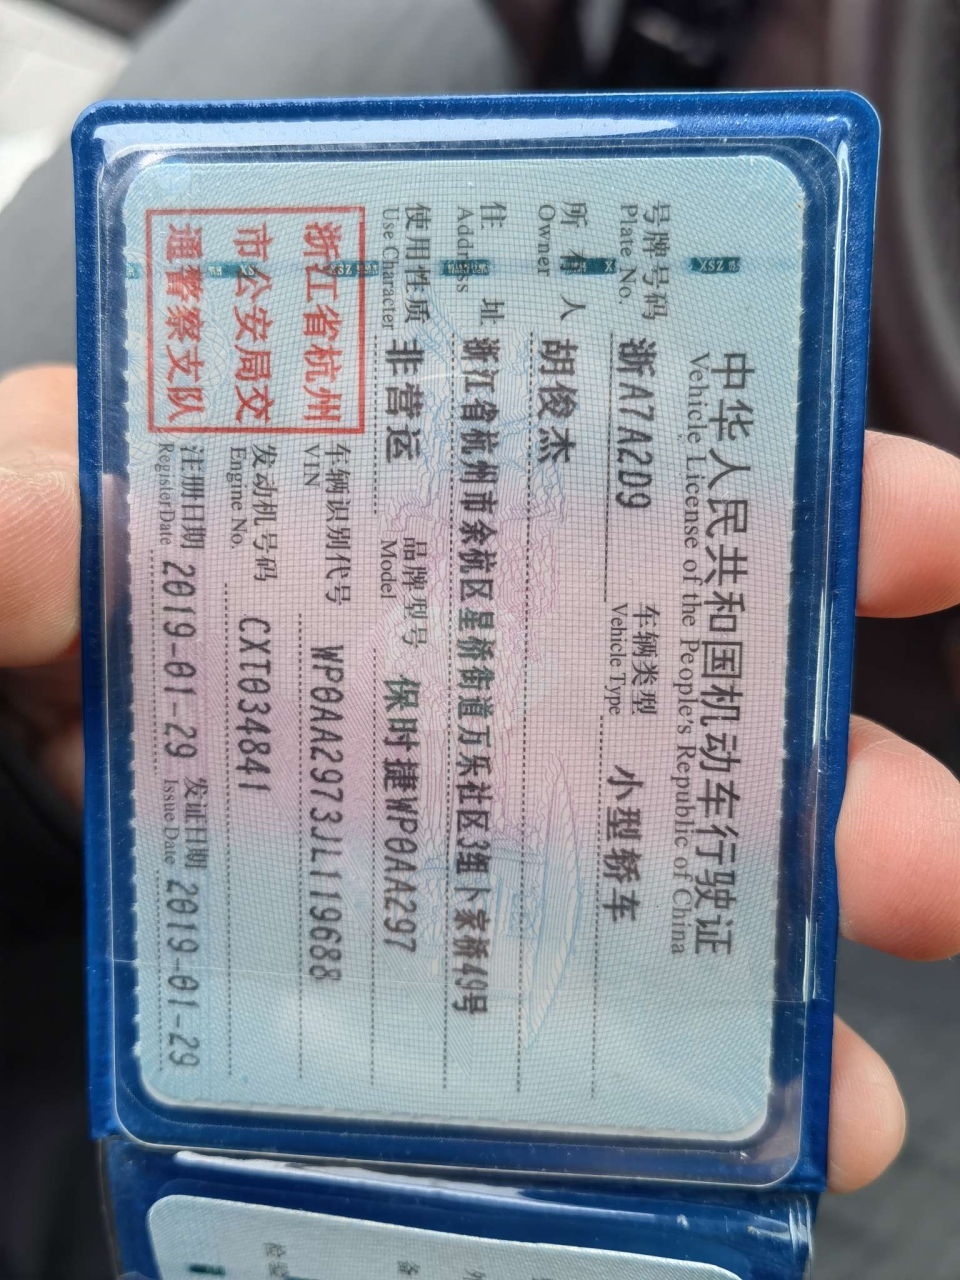 中华人民共和国机动车行驶证
Vehicle License of the People's Republic of China
号牌号码 浙A7A2D9 车辆类型 小型轿车
Plate No. Vehicle Type
所有人 胡俊杰
Owner
住址 浙江省杭州市余杭区星桥街道万乐社区3组卜家桥49号
Address
使用性质 非营运 品牌型号 保时捷WP0AA297
Use Character Model
浙江省杭州
市公安局交
通警察支队
车辆识别代号 WP0AA2973JL119688
VIN
发动机号码 CXT034841
Engine No.
注册日期 2019-01-29 发证日期 2019-01-29
Register Date Issue Date